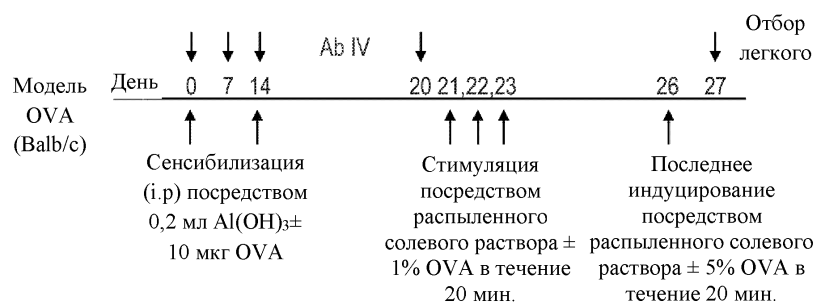 Ab IV
Отбор
легкого
Модель
OVA
(Balb/c)
День 0 7 14 20 21,22,23 26 27
Сенсибилизация
(i.p) посредством
0,2 мл Al(OH)₃±
10 мкг OVA
Стимуляция
посредством
распыленного
солевого раствора ±
1% OVA в течение
20 мин.
Последнее
индуцирование
посредством
распыленного солевого
раствора ± 5% OVA в
течение 20 мин.